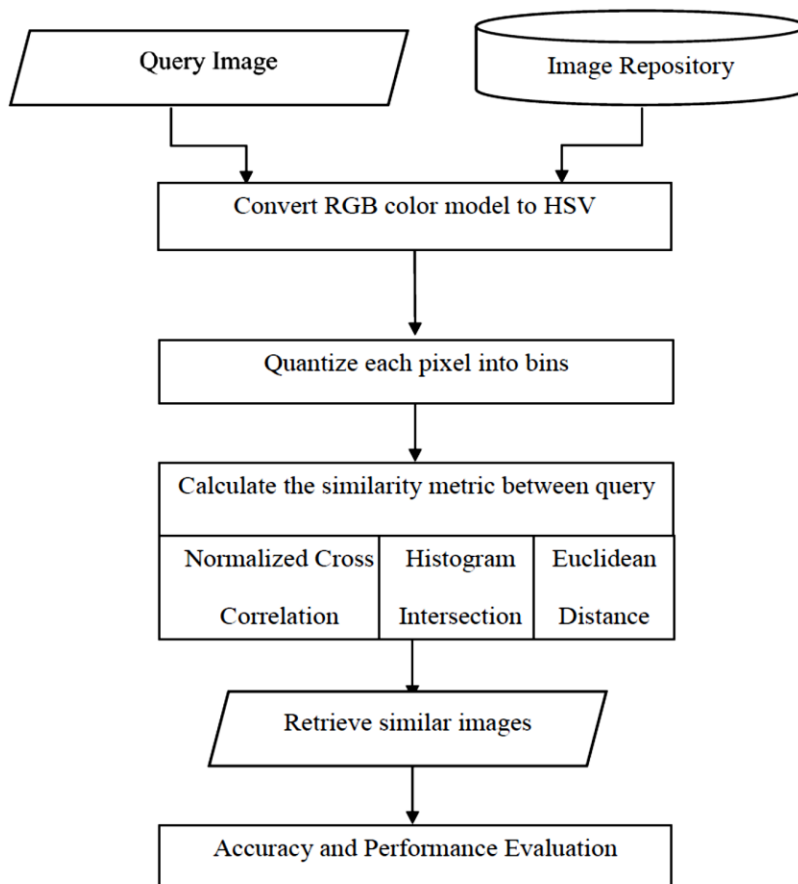 Query Image
Image Repository
Convert RGB color model to HSV
Quantize each pixel into bins
Calculate the similarity metric between query
Normalized Cross
Correlation
Histogram
Intersection
Euclidean
Distance
Retrieve similar images
Accuracy and Performance Evaluation